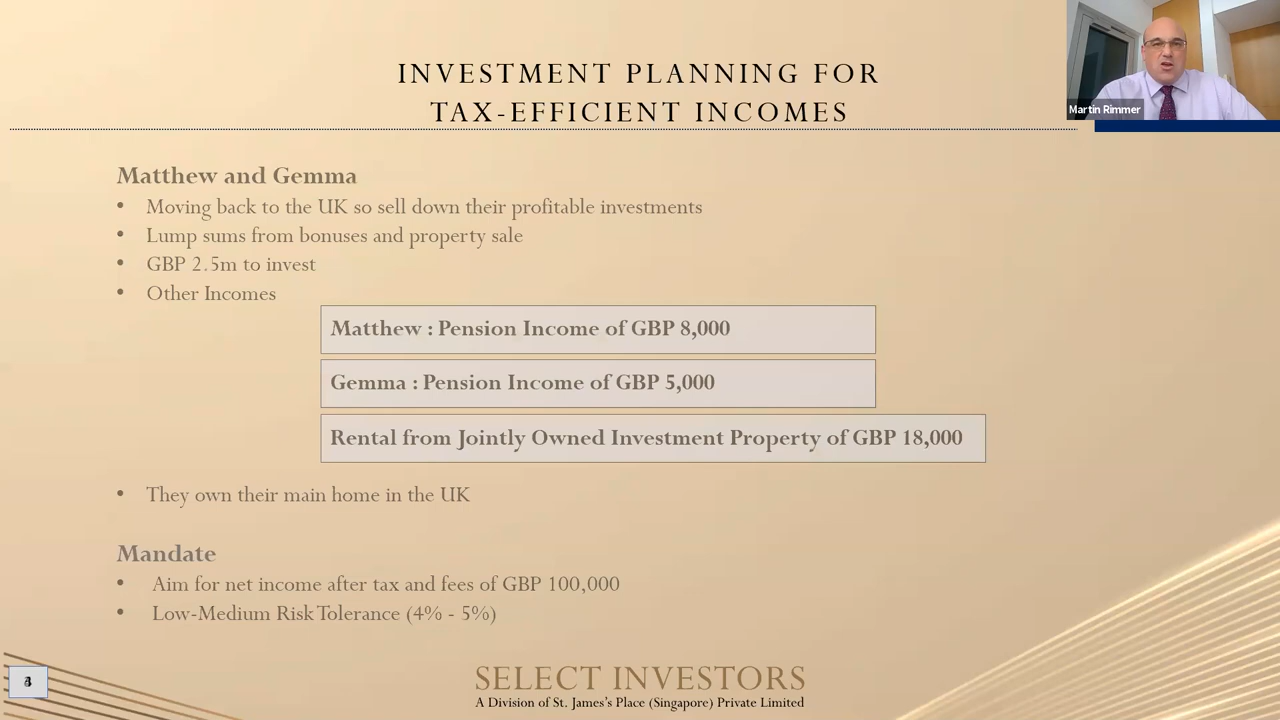 INVESTMENT PLANNING FOR
TAX-EFFICIENT INCOMES
Martin Rimmer
Matthew and Gemma
• Moving back to the UK so sell down their profitable investments
• Lump sums from bonuses and property sale
• GBP 2.5m to invest
• Other Incomes
Matthew : Pension Income of GBP 8,000
Gemma : Pension Income of GBP 5,000
Rental from Jointly Owned Investment Property of GBP 18,000
• They own their main home in the UK
Mandate
• Aim for net income after tax and fees of GBP 100,000
• Low-Medium Risk Tolerance (4% - 5%)
SELECT INVESTORS
A Division of St. James's Place (Singapore) Private Limited